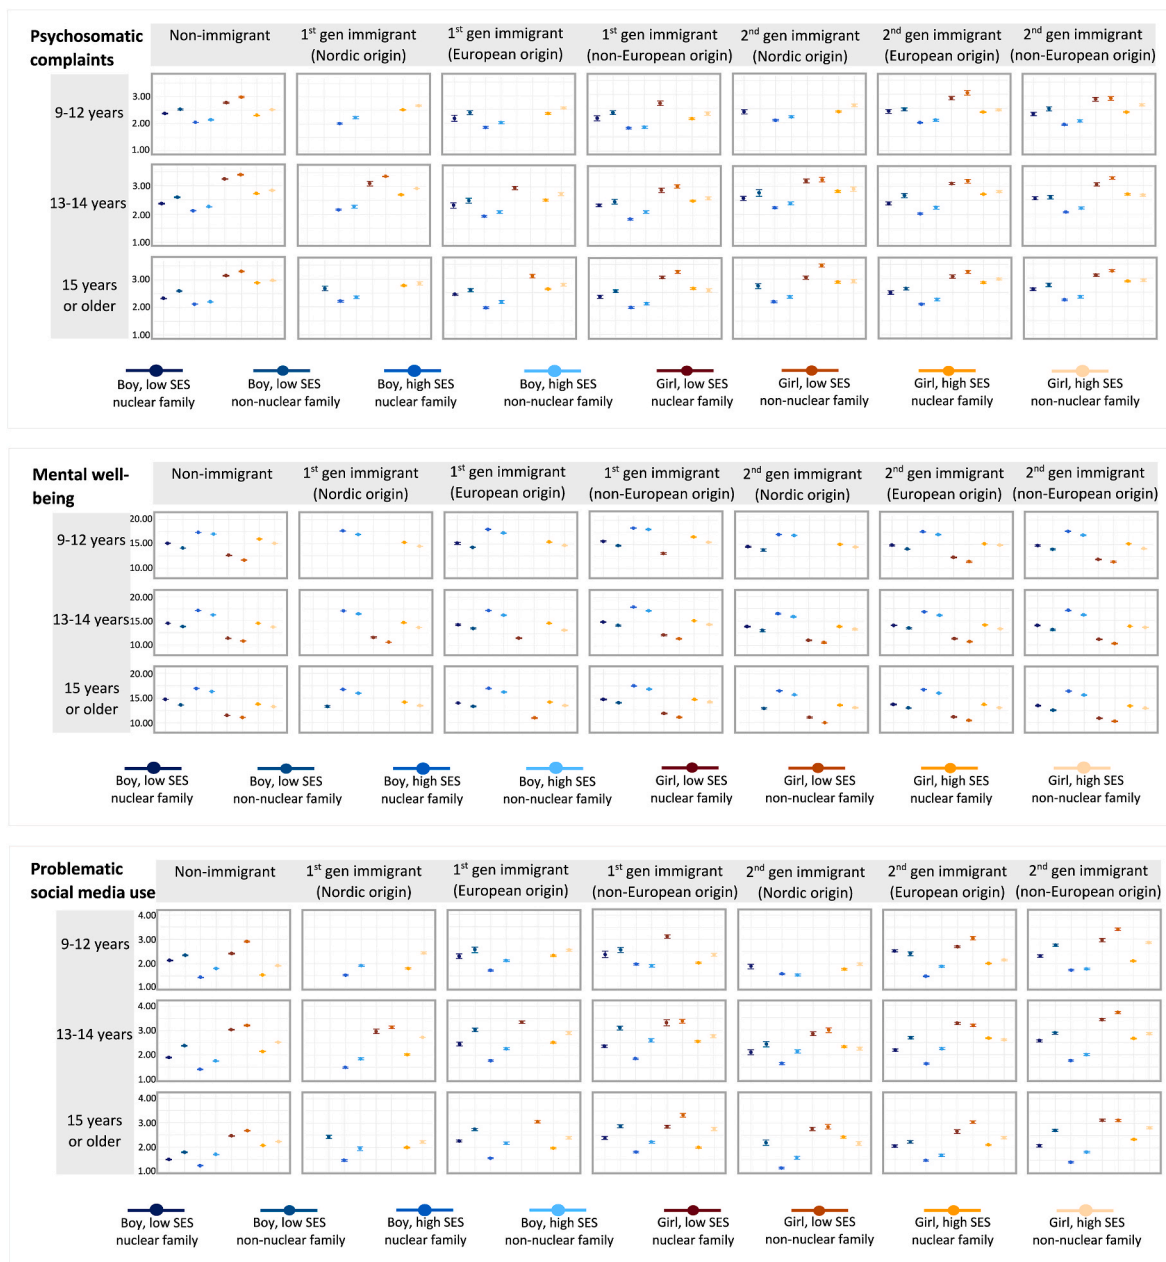 Psychosomatic complaints
Non-immigrant
1st gen immigrant (Nordic origin)
1st gen immigrant (European origin)
1st gen immigrant (non-European origin)
2nd gen immigrant (Nordic origin)
2nd gen immigrant (European origin)
2nd gen immigrant (non-European origin)
9-12 years
3.00
2.00
1.00
13-14 years
3.00
2.00
1.00
15 years or older
3.00
2.00
1.00
Boy, low SES nuclear family
Boy, low SES non-nuclear family
Boy, high SES nuclear family
Boy, high SES non-nuclear family
Girl, low SES nuclear family
Girl, low SES non-nuclear family
Girl, high SES nuclear family
Girl, high SES non-nuclear family
Mental well-being
Non-immigrant
1st gen immigrant (Nordic origin)
1st gen immigrant (European origin)
1st gen immigrant (non-European origin)
2nd gen immigrant (Nordic origin)
2nd gen immigrant (European origin)
2nd gen immigrant (non-European origin)
9-12 years
20.00
15.00
10.00
13-14 years
20.00
15.00
10.00
15 years or older
20.00
15.00
10.00
Boy, low SES nuclear family
Boy, low SES non-nuclear family
Boy, high SES nuclear family
Boy, high SES non-nuclear family
Girl, low SES nuclear family
Girl, low SES non-nuclear family
Girl, high SES nuclear family
Girl, high SES non-nuclear family
Problematic social media use
Non-immigrant
1st gen immigrant (Nordic origin)
1st gen immigrant (European origin)
1st gen immigrant (non-European origin)
2nd gen immigrant (Nordic origin)
2nd gen immigrant (European origin)
2nd gen immigrant (non-European origin)
9-12 years
4.00
3.00
2.00
1.00
13-14 years
4.00
3.00
2.00
1.00
15 years or older
4.00
3.00
2.00
1.00
Boy, low SES nuclear family
Boy, low SES non-nuclear family
Boy, high SES nuclear family
Boy, high SES non-nuclear family
Girl, low SES nuclear family
Girl, low SES non-nuclear family
Girl, high SES nuclear family
Girl, high SES non-nuclear family